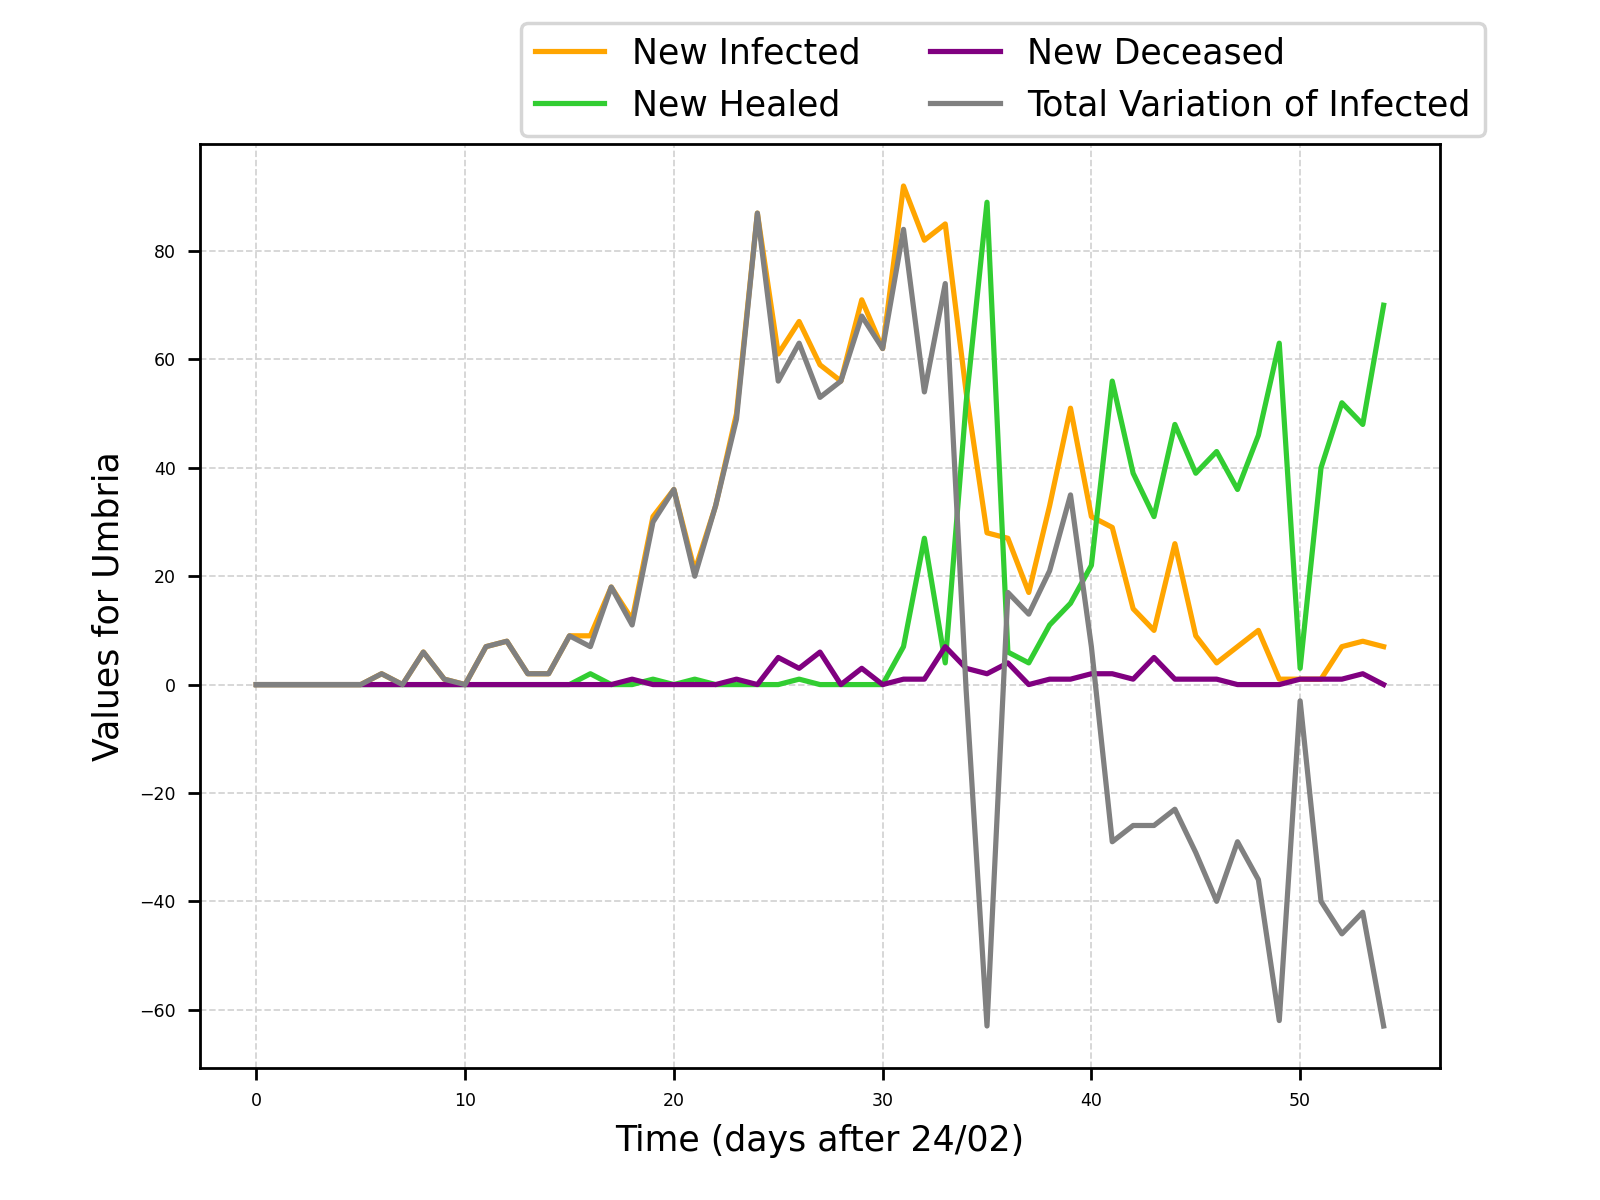 New Infected
New Healed
New Deceased
Total Variation of Infected
Values for Umbria
80
60
40
20
0
−20
−40
−60
0 10 20 30 40 50
Time (days after 24/02)